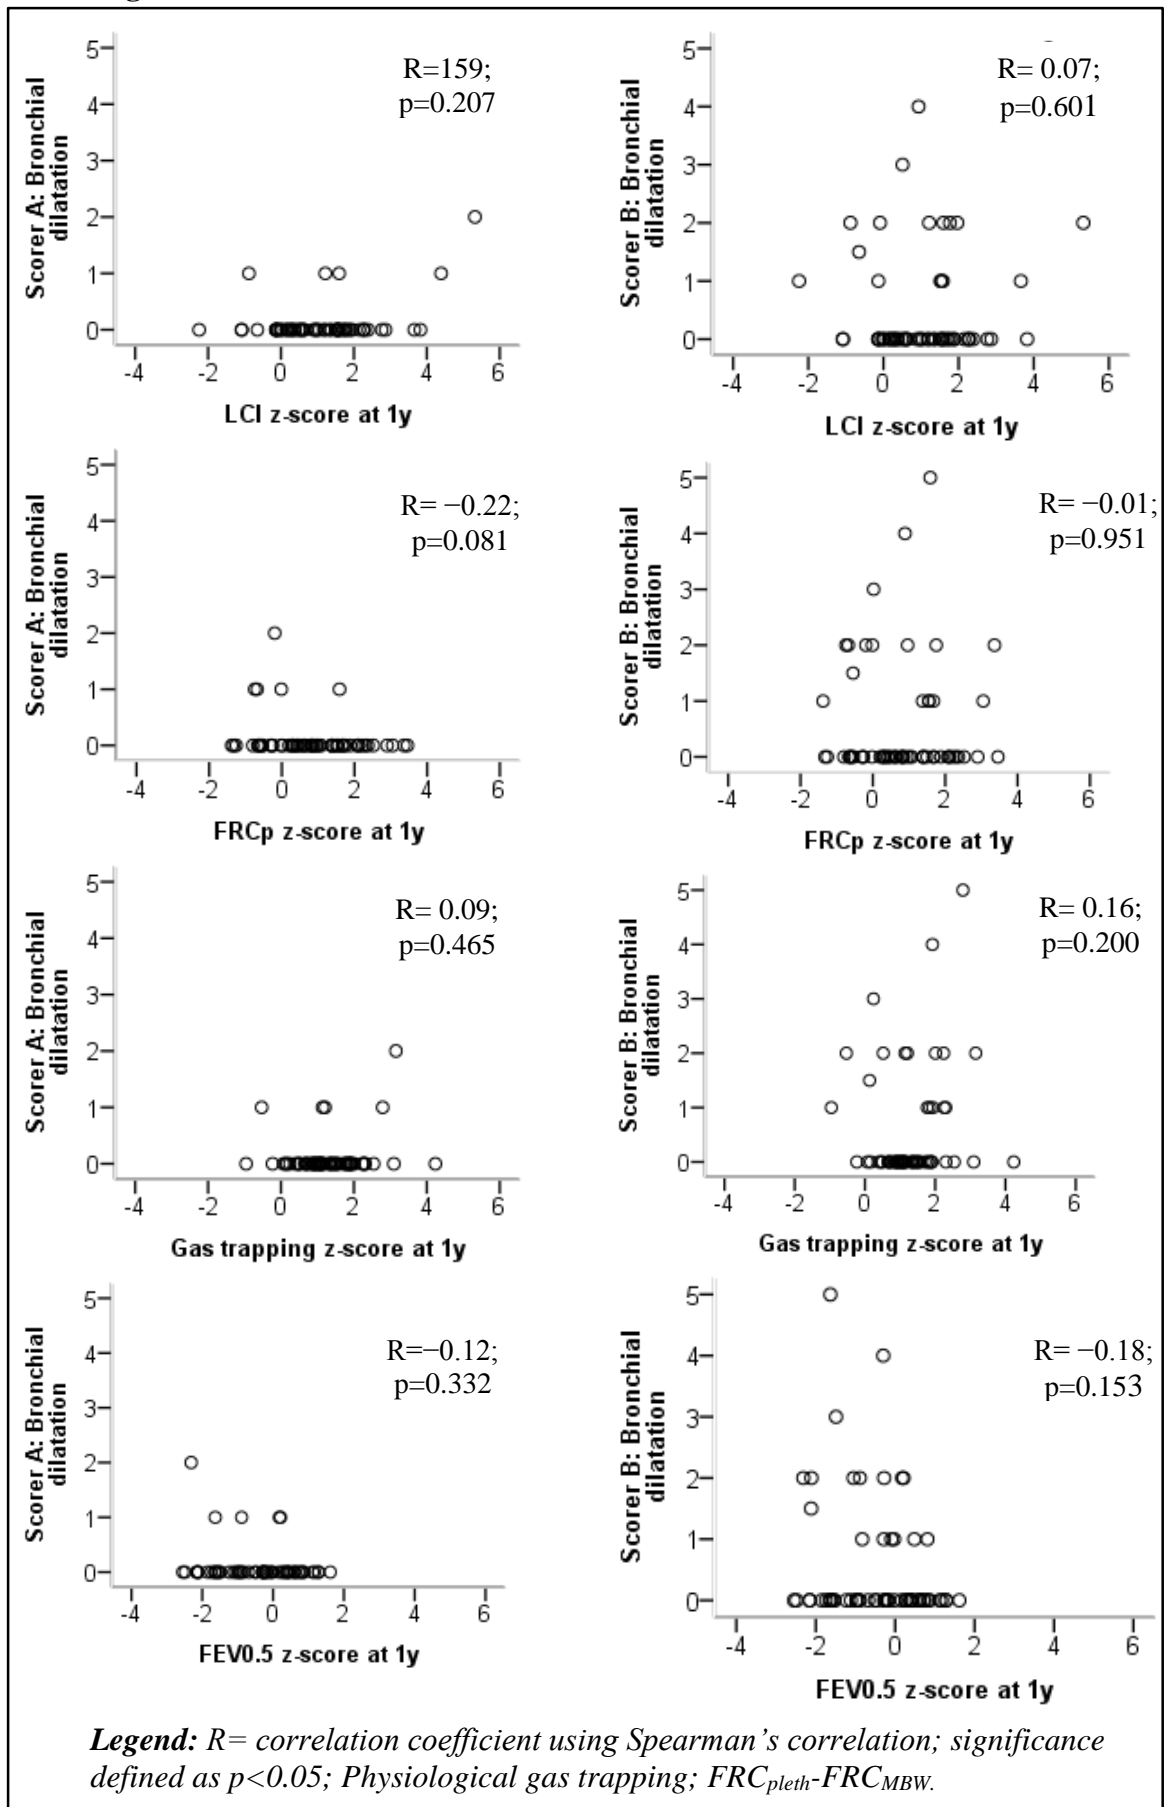 R=159;
p=0.207
Scorer A: Bronchial
dilatation
5
4
3
2
1
0
-4 -2 0 2 4 6
LCI z-score at 1y
R= 0.07;
p=0.601
Scorer B: Bronchial
dilatation
5
4
3
2
1
0
-4 -2 0 2 4 6
LCI z-score at 1y
R= −0.22;
p=0.081
Scorer A: Bronchial
dilatation
5
4
3
2
1
0
-4 -2 0 2 4 6
FRCp z-score at 1y
R= −0.01;
p=0.951
Scorer B: Bronchial
dilatation
5
4
3
2
1
0
-4 -2 0 2 4 6
FRCp z-score at 1y
R= 0.09;
p=0.465
Scorer A: Bronchial
dilatation
5
4
3
2
1
0
-4 -2 0 2 4 6
Gas trapping z-score at 1y
R= 0.16;
p=0.200
Scorer B: Bronchial
dilatation
5
4
3
2
1
0
-4 -2 0 2 4 6
Gas trapping z-score at 1y
R=−0.12;
p=0.332
Scorer A: Bronchial
dilatation
5
4
3
2
1
0
-4 -2 0 2 4 6
FEV0.5 z-score at 1y
R= −0.18;
p=0.153
Scorer B: Bronchial
dilatation
5
4
3
2
1
0
-4 -2 0 2 4 6
FEV0.5 z-score at 1y
Legend: R= correlation coefficient using Spearman’s correlation; significance
defined as p<0.05; Physiological gas trapping; FRCpleth-FRCMBW.